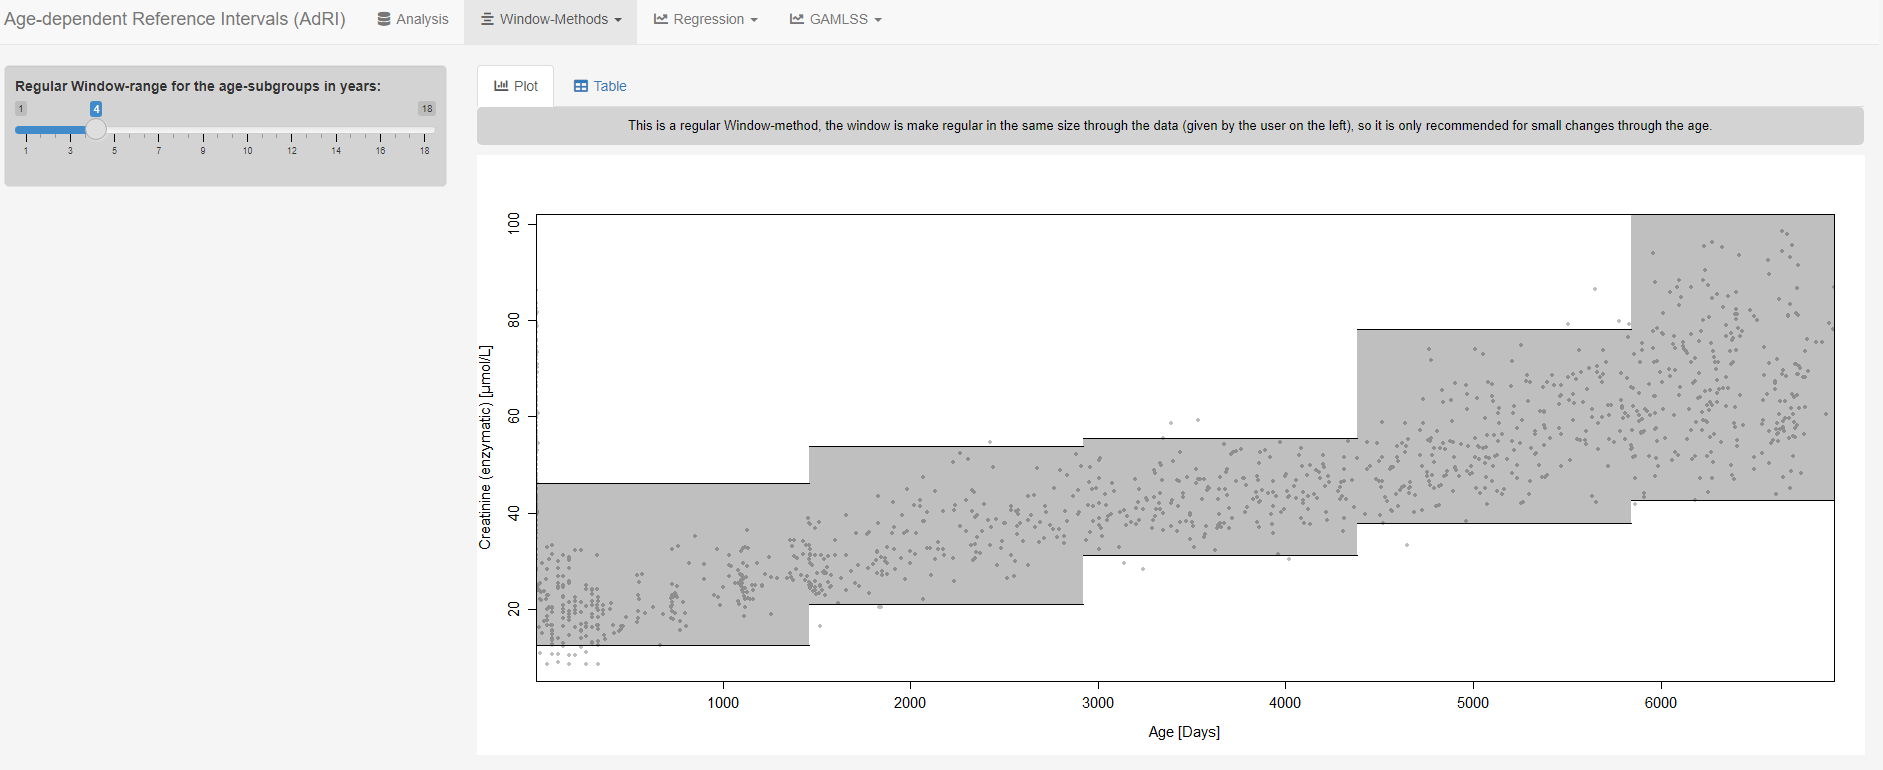 Age-dependent Reference Intervals (AdRI) Analysis Window-Methods Regression GAMLSS
Regular Window-range for the age-subgroups in years:
1 4 18
1 3 5 7 9 10 12 14 16 18
Plot Table
This is a regular Window-method, the window is make regular in the same size through the data (given by the user on the left), so it is only recommended for small changes through the age.
100
80
60
40
20
Creatinine (enzymatic) [µmol/L]
1000 2000 3000 4000 5000 6000
Age [Days]